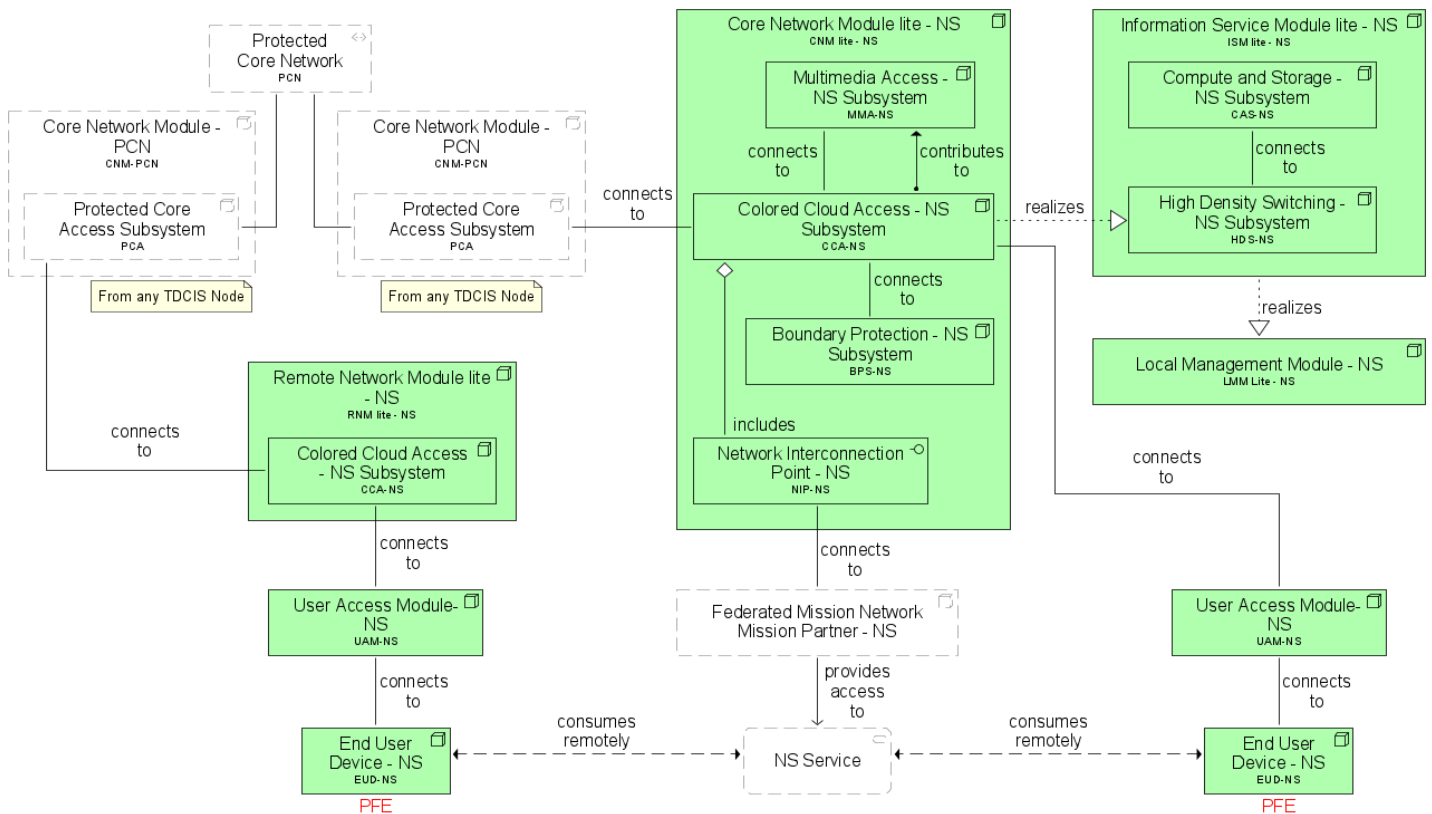 Protected
Core Network
PCN
Core Network Module -
PCN
CNM-PCN
Protected Core
Access Subsystem
PCA
From any TDCIS Node
Core Network Module -
PCN
CNM-PCN
Protected Core
Access Subsystem
PCA
From any TDCIS Node
connects
to
Core Network Module lite - NS
CNM lite - NS
Multimedia Access -
NS Subsystem
MMA-NS
connects
to
contributes
to
Colored Cloud Access - NS
Subsystem
CCA-NS
connects
to
Boundary Protection - NS
Subsystem
BPS-NS
includes
Network Interconnection
Point - NS
NIP-NS
realizes
Information Service Module lite - NS
ISM lite - NS
Compute and Storage -
NS Subsystem
CAS-NS
connects
to
High Density Switching -
NS Subsystem
HDS-NS
realizes
Local Management Module - NS
LMM Lite - NS
connects
to
Remote Network Module lite
- NS
RNM lite - NS
Colored Cloud Access
- NS Subsystem
CCA-NS
connects
to
User Access Module-
NS
UAM-NS
connects
to
End User
Device - NS
EUD-NS
PFE
consumes
remotely
connects
to
Federated Mission Network
Mission Partner - NS
provides
access
to
NS Service
consumes
remotely
connects
to
User Access Module-
NS
UAM-NS
connects
to
End User
Device - NS
EUD-NS
PFE